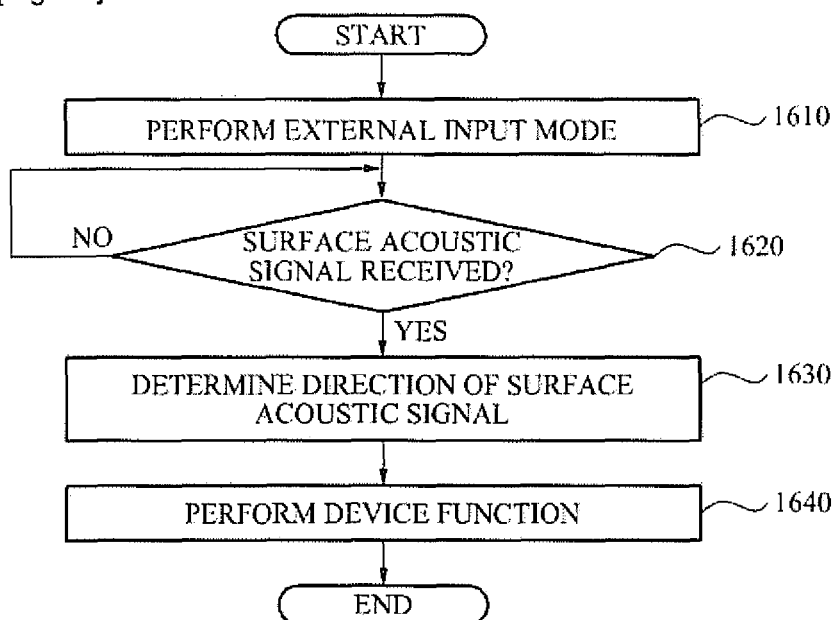 START
PERFORM EXTERNAL INPUT MODE
1610
NO
SURFACE ACOUSTIC
SIGNAL RECEIVED?
1620
YES
DETERMINE DIRECTION OF SURFACE
ACOUSTIC SIGNAL
1630
PERFORM DEVICE FUNCTION
1640
END